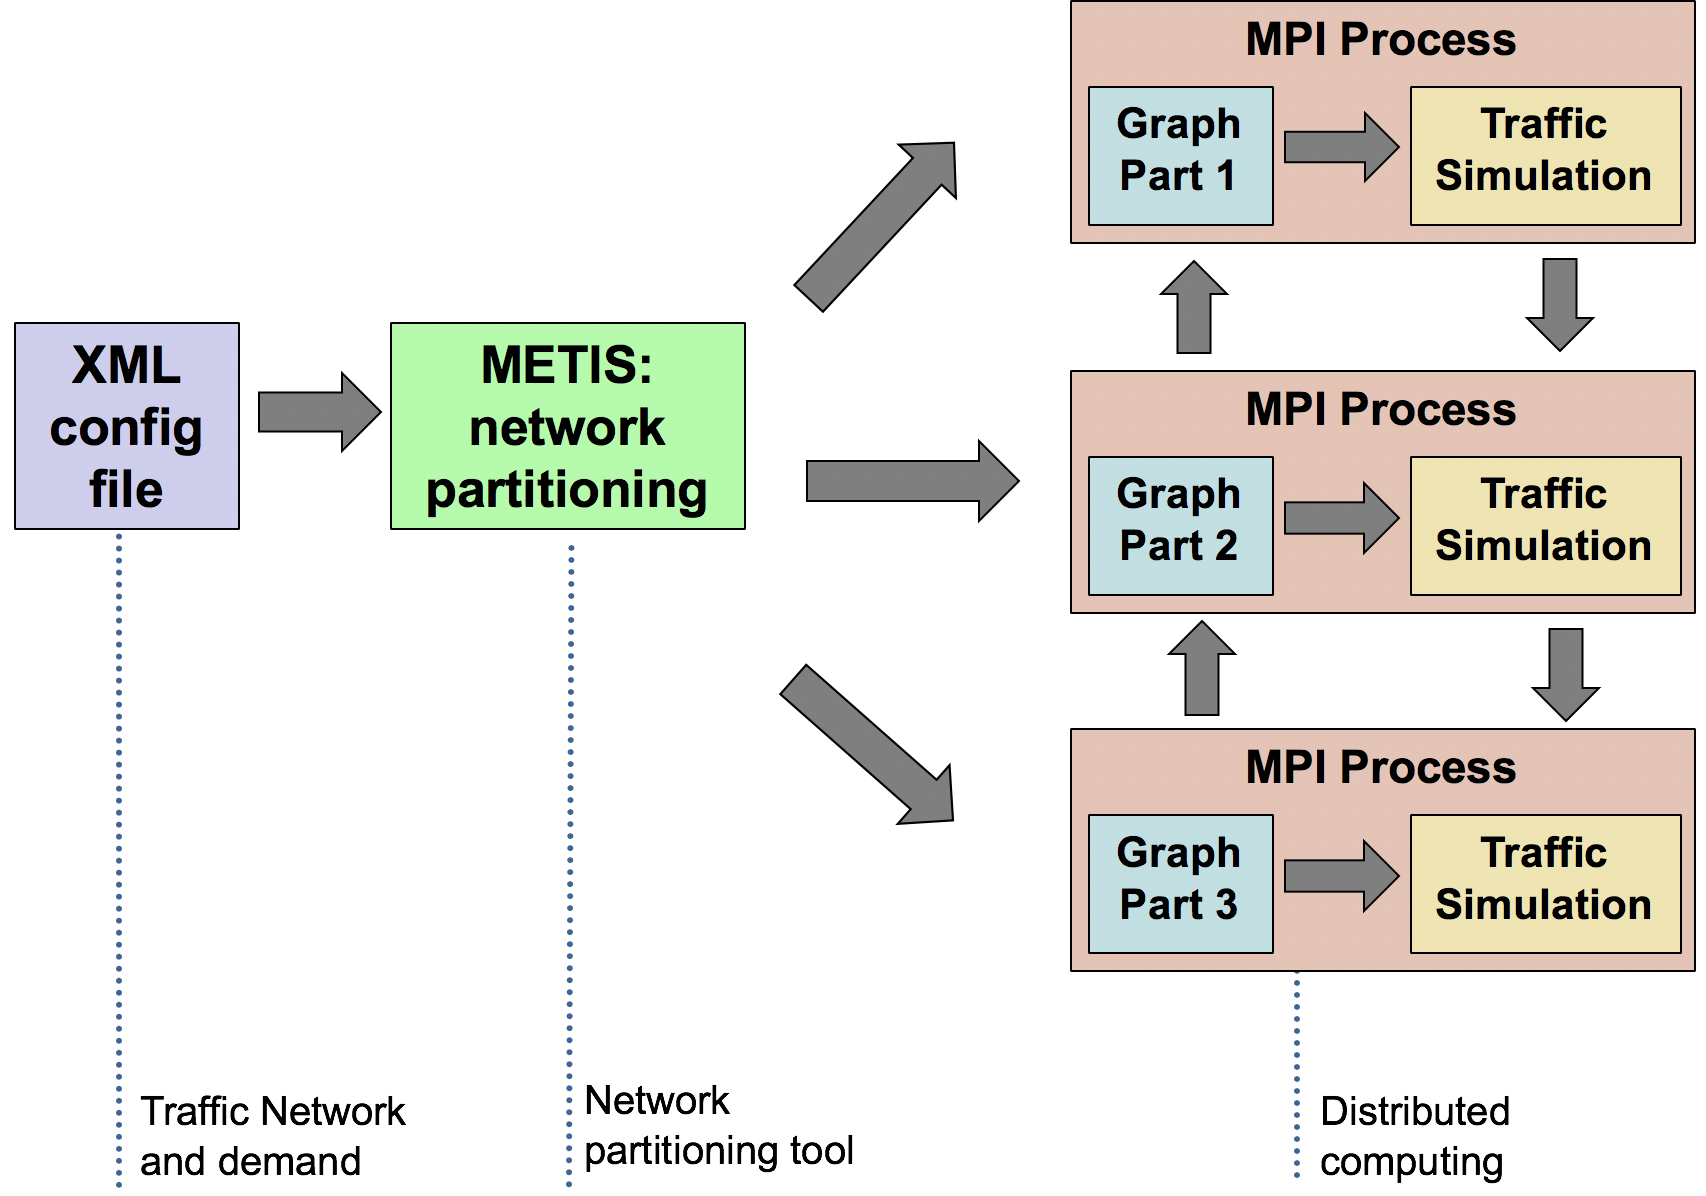 XML
config
file
METIS:
network
partitioning
MPI Process
Graph
Part 1
Traffic
Simulation
MPI Process
Graph
Part 2
Traffic
Simulation
MPI Process
Graph
Part 3
Traffic
Simulation
Traffic Network
and demand
Network
partitioning tool
Distributed
computing